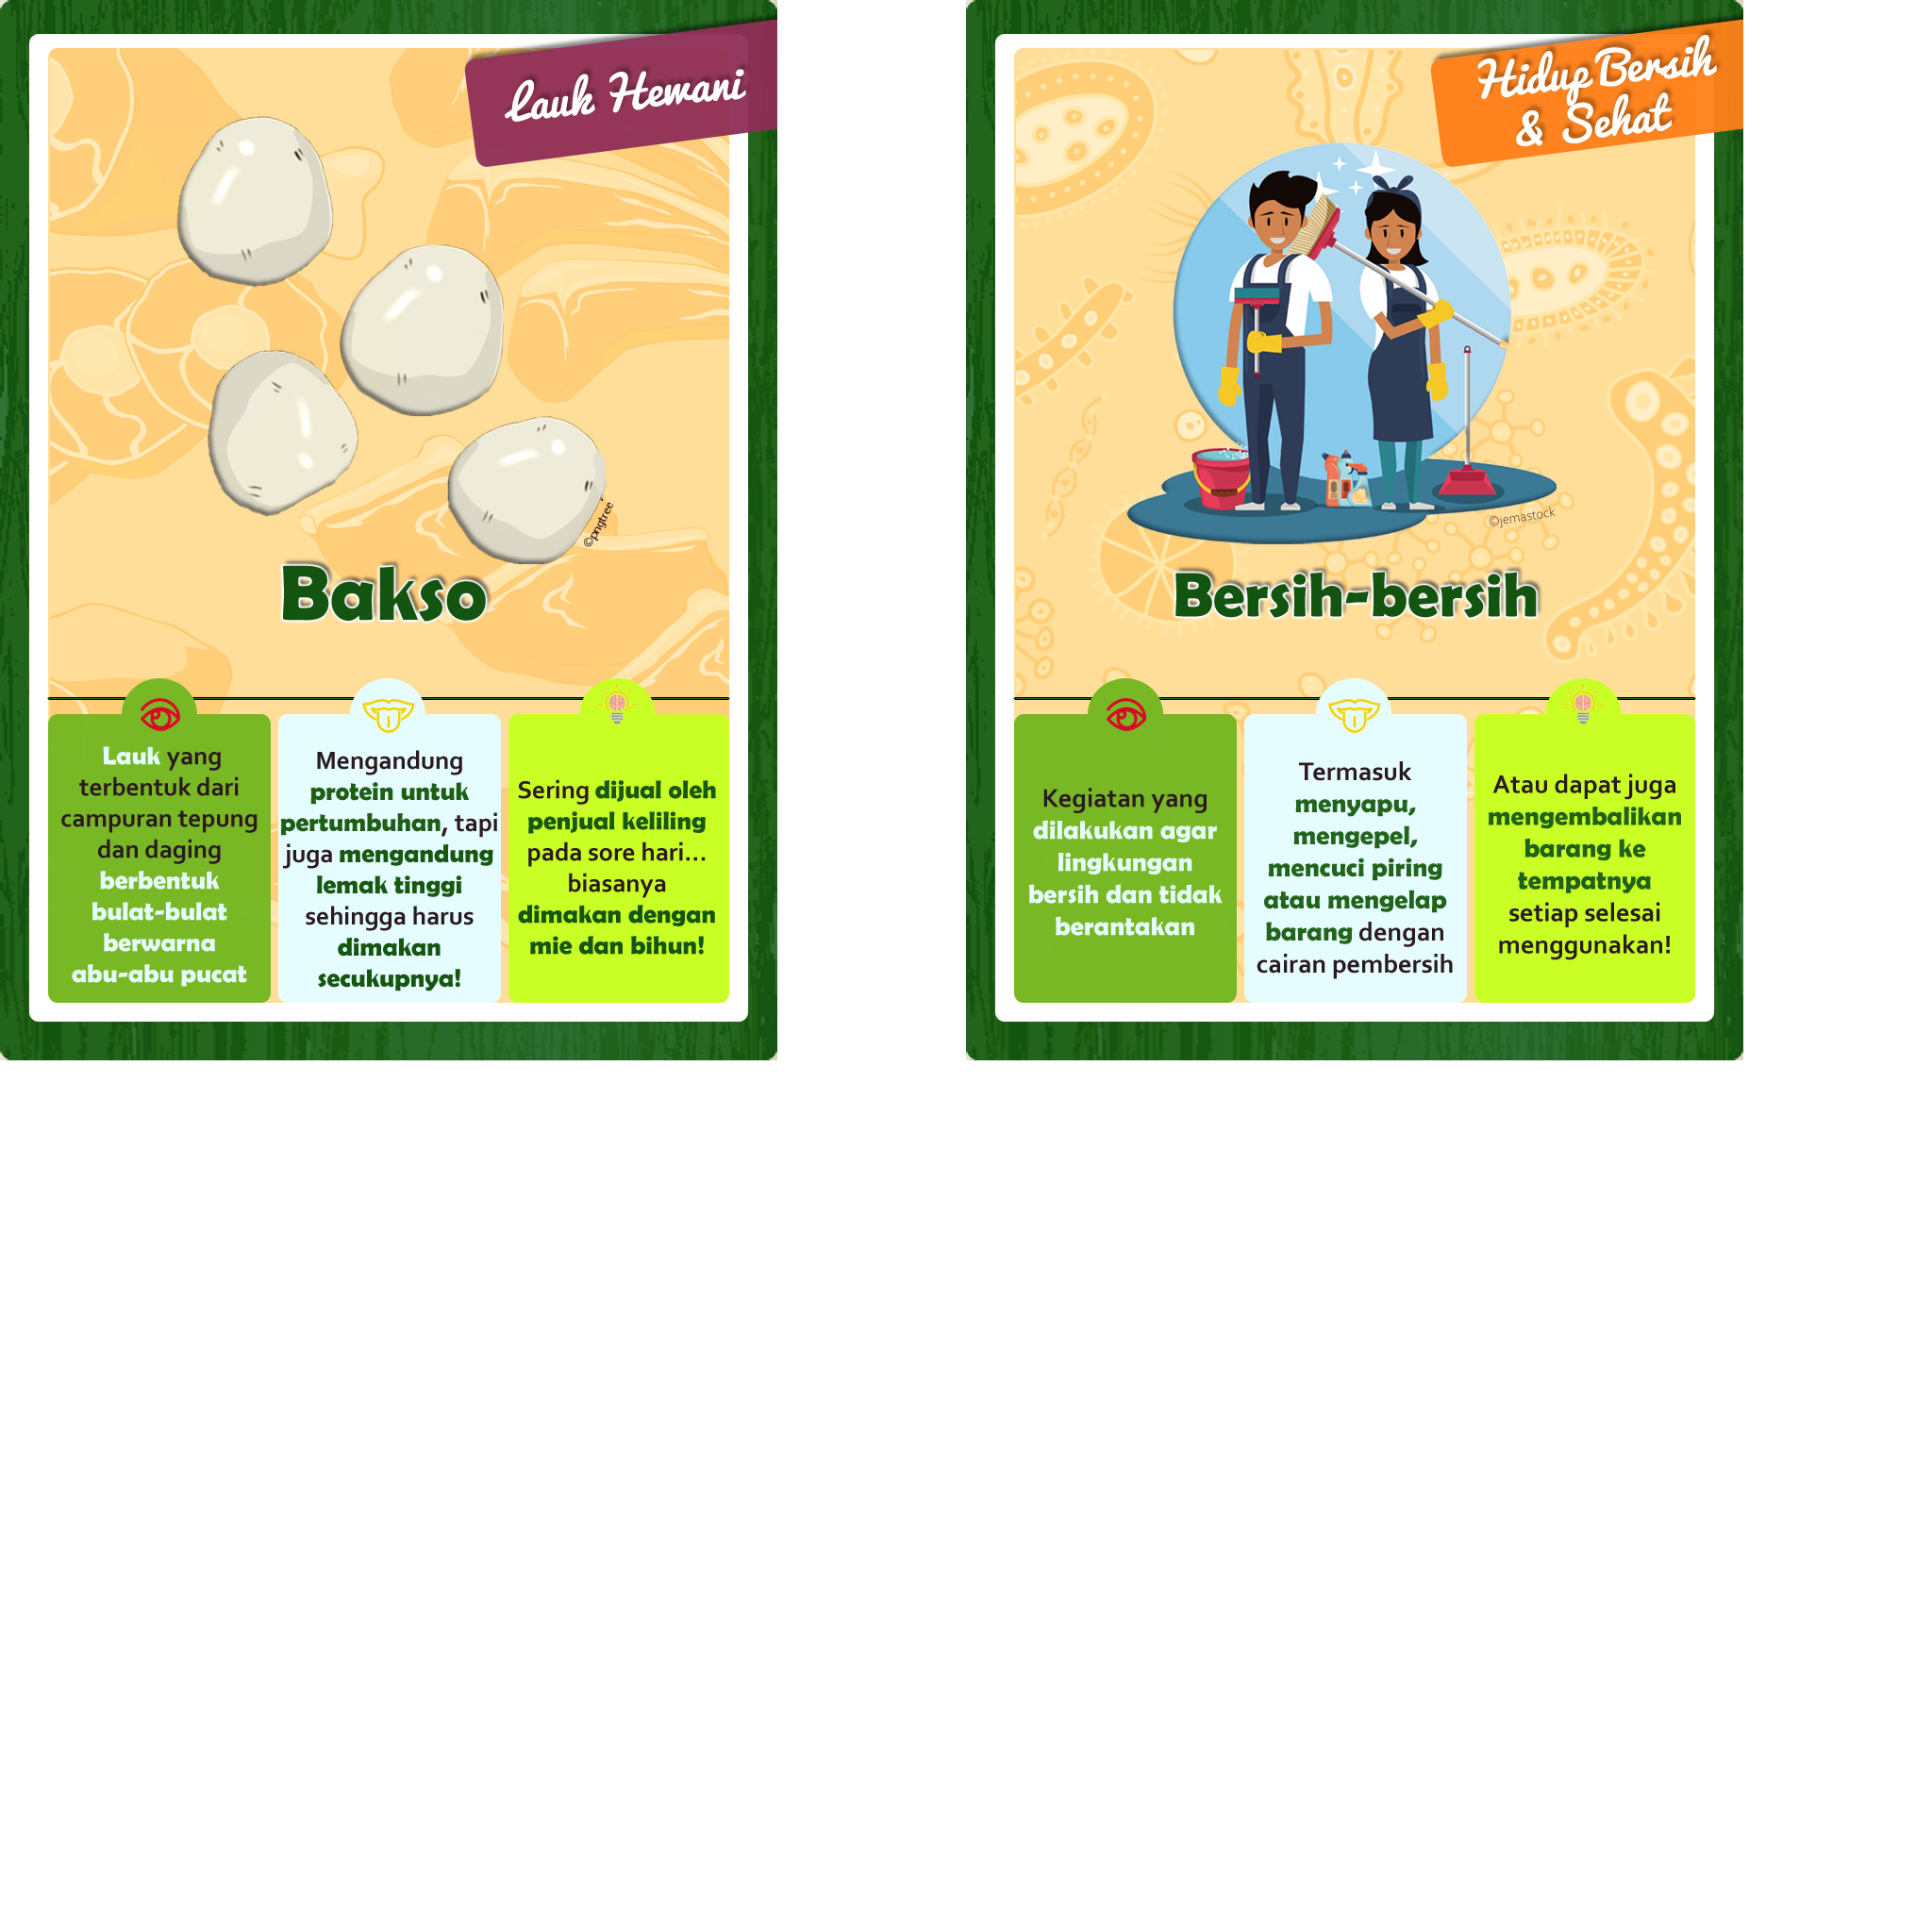 Lauk Hewani
©pngtree
Bakso
Lauk yang
terbentuk dari
campuran tepung
dan daging
berbentuk
bulat-bulat
berwarna
abu-abu pucat
Mengandung
protein untuk
pertumbuhan, tapi
juga mengandung
lemak tinggi
sehingga harus
dimakan
secukupnya!
Sering dijual oleh
penjual keliling
pada sore hari...
biasanya
dimakan dengan
mie dan bihun!
Hidup Bersih
& Sehat
©jemastock
Bersih-bersih
Kegiatan yang
dilakukan agar
lingkungan
bersih dan tidak
berantakan
Termasuk
menyapu,
mengepel,
mencuci piring
atau mengelap
barang dengan
cairan pembersih
Atau dapat juga
mengembalikan
barang ke
tempatnya
setiap selesai
menggunakan!